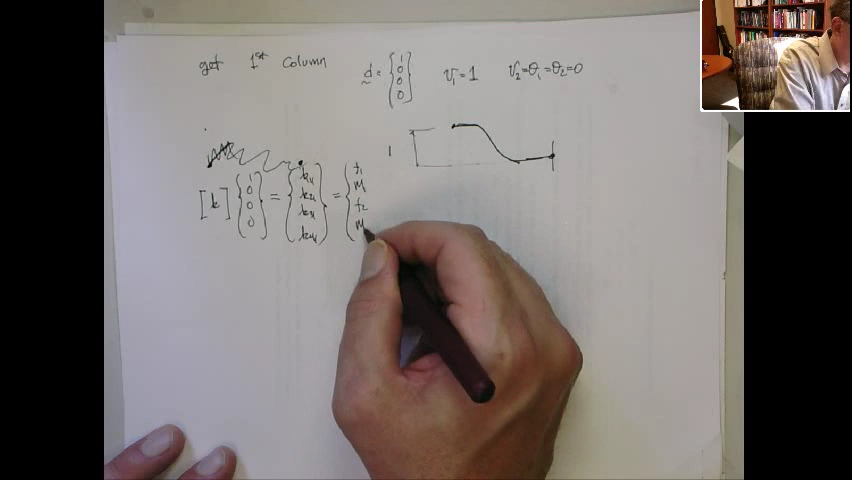 get 1st Column
d = {1 0 0 0} v₁ = 1 v₂ = θ₁ = θ₂ = 0
1
[k] {1 0 0 0} = {k₁₁ k₂₁ k₃₁ k₄₁} = {f₁ m₁ f₂ m